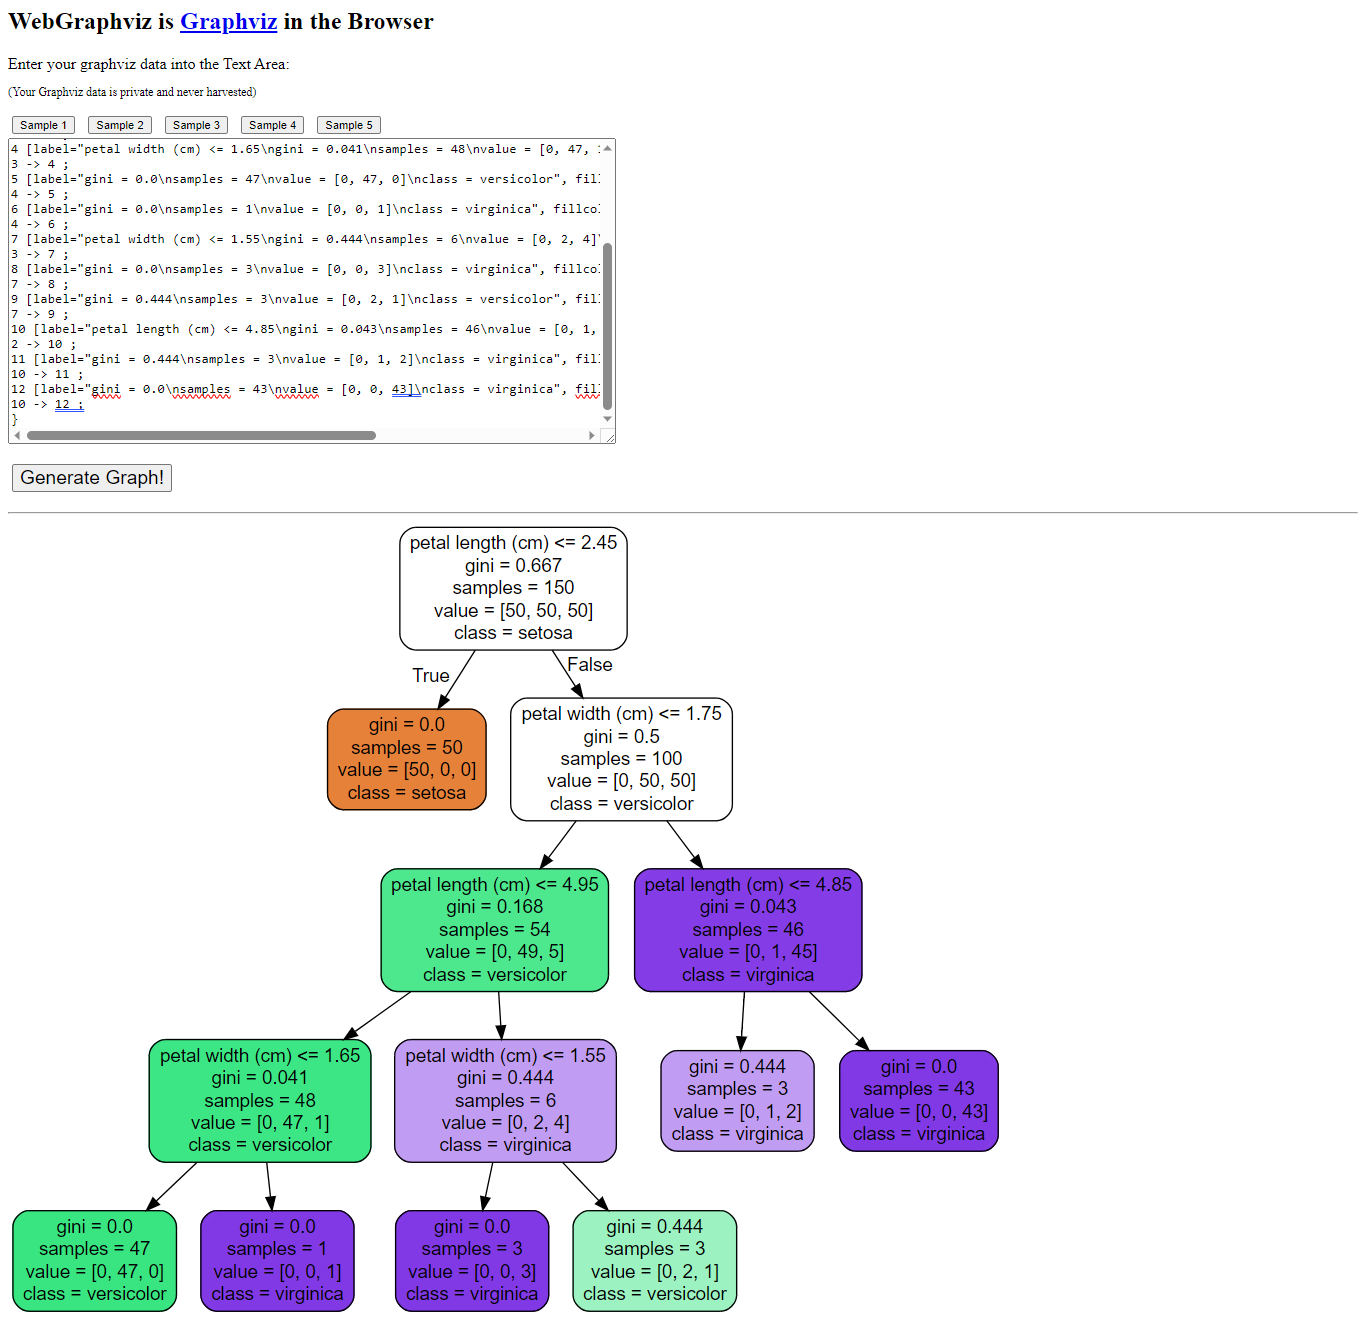 WebGraphviz is Graphviz in the Browser
Enter your graphviz data into the Text Area:
(Your Graphviz data is private and never harvested)
Sample 1 Sample 2 Sample 3 Sample 4 Sample 5
4 [label="petal width (cm) <= 1.65\ngini = 0.041\nsamples = 48\nvalue = [0, 47,
3 -> 4 ;
5 [label="gini = 0.0\nsamples = 47\nvalue = [0, 47, 0]\nclass = versicolor", fil
4 -> 5 ;
6 [label="gini = 0.0\nsamples = 1\nvalue = [0, 0, 1]\nclass = virginica", fillco
4 -> 6 ;
7 [label="petal width (cm) <= 1.55\ngini = 0.444\nsamples = 6\nvalue = [0, 2, 4]
3 -> 7 ;
8 [label="gini = 0.0\nsamples = 3\nvalue = [0, 0, 3]\nclass = virginica", fillco
7 -> 8 ;
9 [label="gini = 0.444\nsamples = 3\nvalue = [0, 2, 1]\nclass = versicolor", fil
7 -> 9 ;
10 [label="petal length (cm) <= 4.85\ngini = 0.043\nsamples = 46\nvalue = [0, 1,
2 -> 10 ;
11 [label="gini = 0.444\nsamples = 3\nvalue = [0, 1, 2]\nclass = virginica", fil
10 -> 11 ;
12 [label="gini = 0.0\nsamples = 43\nvalue = [0, 0, 43]\nclass = virginica", fil
10 -> 12 ;
}
Generate Graph!
petal length (cm) <= 2.45
gini = 0.667
samples = 150
value = [50, 50, 50]
class = setosa
True
False
gini = 0.0
samples = 50
value = [50, 0, 0]
class = setosa
petal width (cm) <= 1.75
gini = 0.5
samples = 100
value = [0, 50, 50]
class = versicolor
petal length (cm) <= 4.95
gini = 0.168
samples = 54
value = [0, 49, 5]
class = versicolor
petal length (cm) <= 4.85
gini = 0.043
samples = 46
value = [0, 1, 45]
class = virginica
petal width (cm) <= 1.65
gini = 0.041
samples = 48
value = [0, 47, 1]
class = versicolor
petal width (cm) <= 1.55
gini = 0.444
samples = 6
value = [0, 2, 4]
class = virginica
gini = 0.444
samples = 3
value = [0, 1, 2]
class = virginica
gini = 0.0
samples = 43
value = [0, 0, 43]
class = virginica
gini = 0.0
samples = 47
value = [0, 47, 0]
class = versicolor
gini = 0.0
samples = 1
value = [0, 0, 1]
class = virginica
gini = 0.0
samples = 3
value = [0, 0, 3]
class = virginica
gini = 0.444
samples = 3
value = [0, 2, 1]
class = versicolor